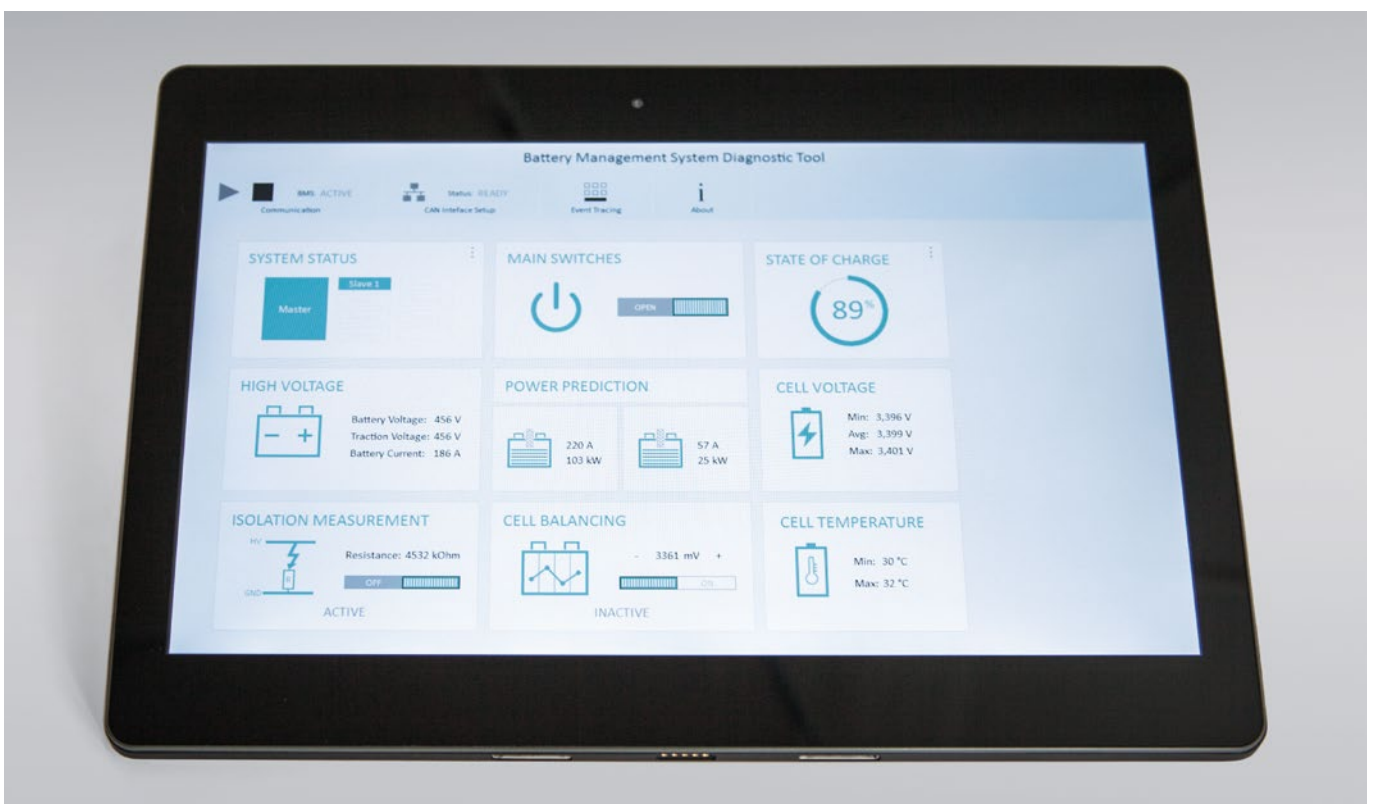 Battery Management System Diagnostic Tool
BMS: ACTIVE
Status: READY
Communication
CAN Inteface Setup
Event Tracing
About
SYSTEM STATUS
Master
Slave 1
MAIN SWITCHES
OPEN
STATE OF CHARGE
89%
HIGH VOLTAGE
Battery Voltage: 456 V
Traction Voltage: 456 V
Battery Current: 186 A
POWER PREDICTION
220 A
103 kW
57 A
25 kW
CELL VOLTAGE
Min: 3,396 V
Avg: 3,399 V
Max: 3,401 V
ISOLATION MEASUREMENT
HV
R
GND
Resistance: 4532 kOhm
OFF
ACTIVE
CELL BALANCING
- 3361 mV +
ON
INACTIVE
CELL TEMPERATURE
Min: 30 °C
Max: 32 °C